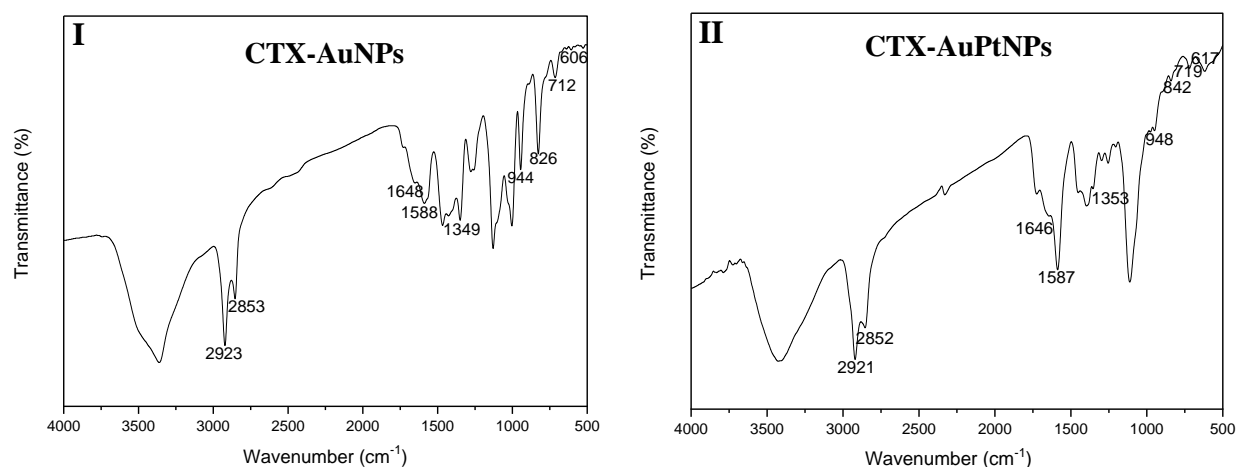 I
CTX-AuNPs
Transmittance (%)
606
712
826
944
1648
1588
1349
2853
2923
4000 3500 3000 2500 2000 1500 1000 500
Wavenumber (cm⁻¹)
II
CTX-AuPtNPs
Transmittance (%)
617
719
842
948
1353
1646
1587
2852
2921
4000 3500 3000 2500 2000 1500 1000 500
Wavenumber (cm⁻¹)